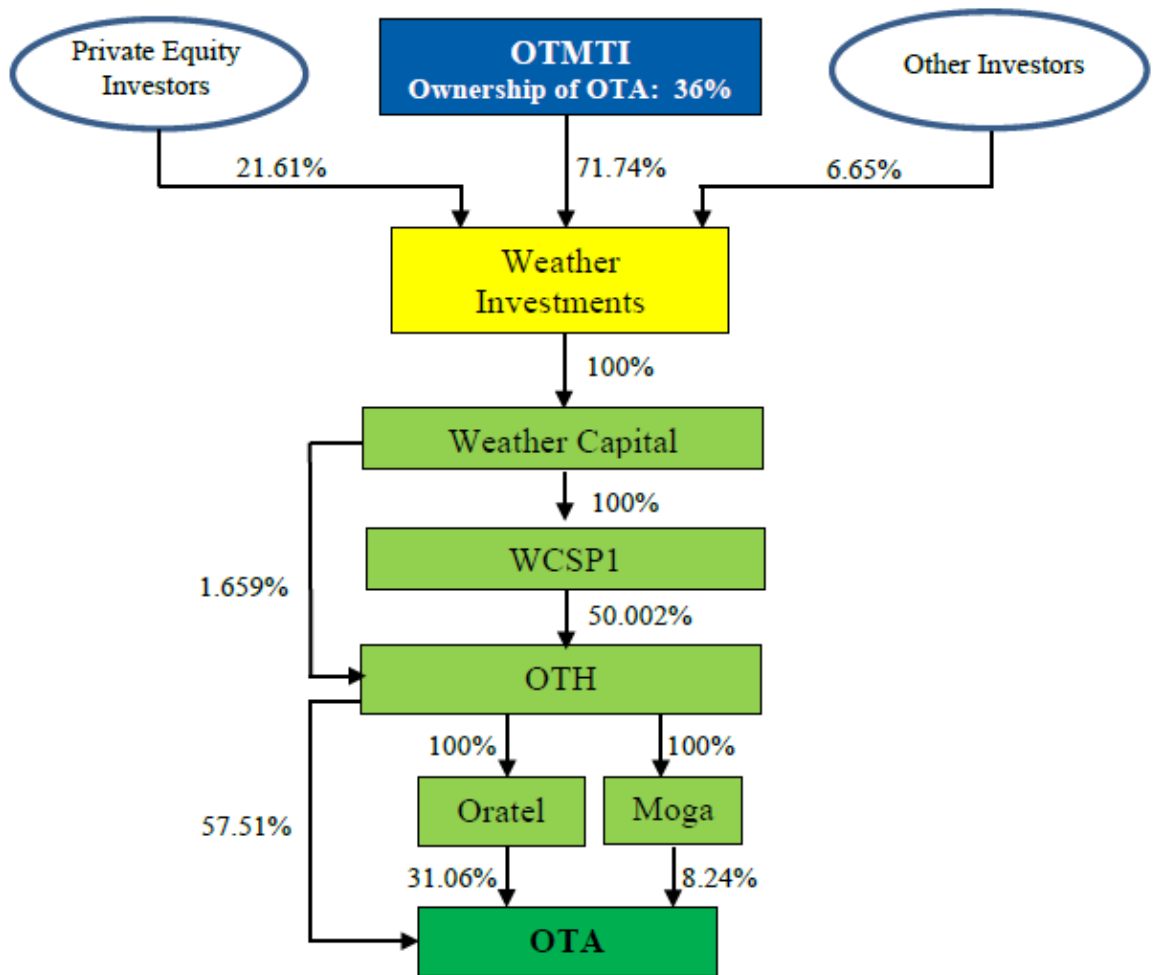 Private Equity
Investors
OTMTI
Ownership of OTA: 36%
Other Investors
21.61%
71.74%
6.65%
Weather
Investments
100%
Weather Capital
100%
WCSP1
1.659%
50.002%
OTH
100%
100%
Oratel
Moga
57.51%
31.06%
8.24%
OTA